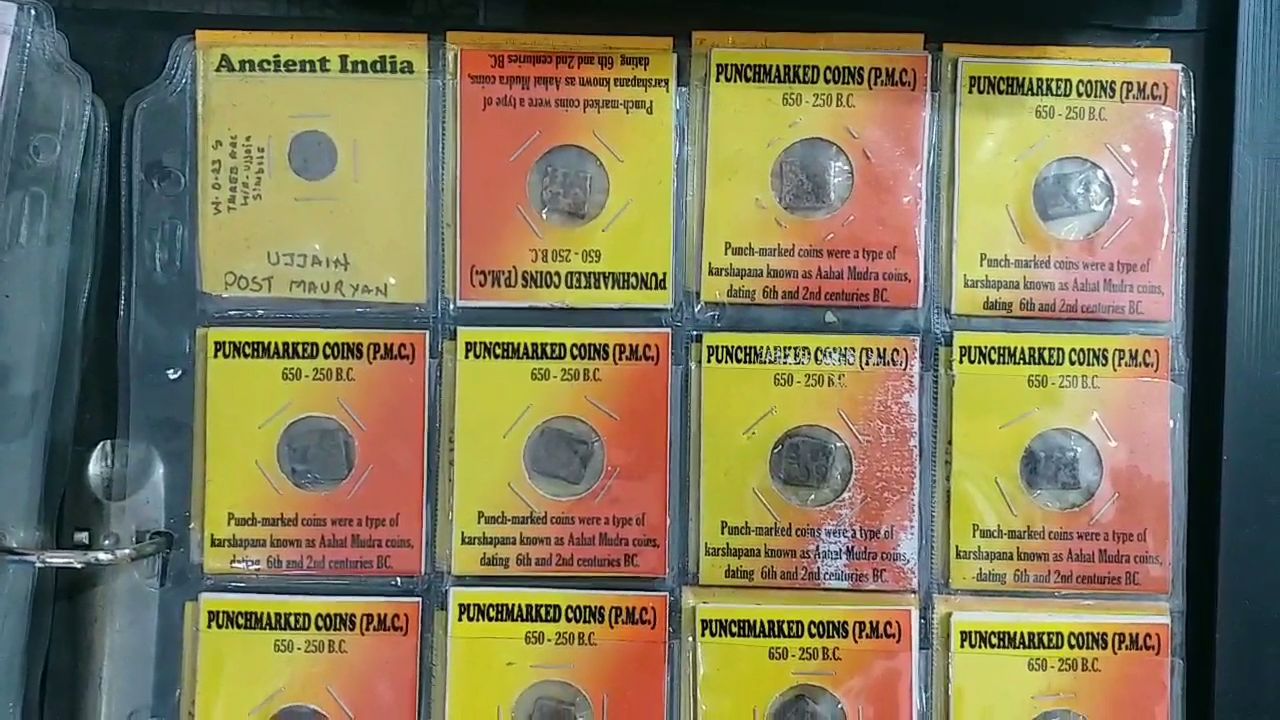 Ancient India
W. 0.23 G
THREE ARC
UJJAIN
POST MAURYAN
Punch-marked coins were a type of
karshapana known as Aahat Mudra coins,
dating 6th and 2nd centuries BC.
650 - 250 B.C.
PUNCHMARKED COINS (P.M.C.)
PUNCHMARKED COINS (P.M.C.)
650 - 250 B.C.
Punch-marked coins were a type of
karshapana known as Aahat Mudra coins,
dating 6th and 2nd centuries BC.
PUNCHMARKED COINS (P.M.C.)
650 - 250 B.C.
Punch-marked coins were a type of
karshapana known as Aahat Mudra coins,
dating 6th and 2nd centuries BC.
PUNCHMARKED COINS (P.M.C.)
650 - 250 B.C.
Punch-marked coins were a type of
karshapana known as Aahat Mudra coins,
dating 6th and 2nd centuries BC.
PUNCHMARKED COINS (P.M.C.)
650 - 250 B.C.
Punch-marked coins were a type of
karshapana known as Aahat Mudra coins,
dating 6th and 2nd centuries BC.
PUNCHMARKED COINS (P.M.C.)
650 - 250 B.C.
Punch-marked coins were a type of
karshapana known as Aahat Mudra coins,
dating 6th and 2nd centuries BC.
PUNCHMARKED COINS (P.M.C.)
650 - 250 B.C.
Punch-marked coins were a type of
karshapana known as Aahat Mudra coins,
dating 6th and 2nd centuries BC.
PUNCHMARKED COINS (P.M.C.)
650 - 250 B.C.
PUNCHMARKED COINS (P.M.C.)
650 - 250 B.C.
PUNCHMARKED COINS (P.M.C.)
650 - 250 B.C.
PUNCHMARKED COINS (P.M.C.)
650 - 250 B.C.